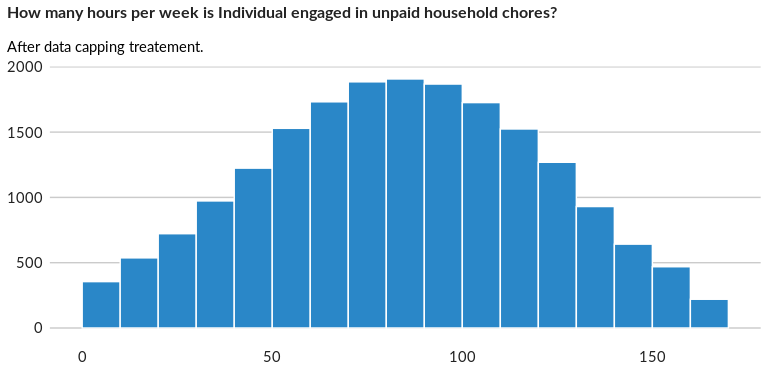 How many hours per week is Individual engaged in unpaid household chores?
After data capping treatement.
2000
1500
1000
500
0
0 50 100 150